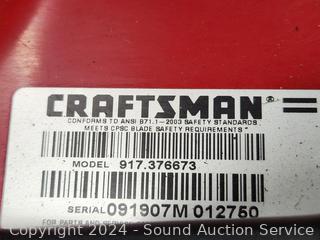 CRAFTSMAN®
CONFORMS TO ANSI B71.1-2003 SAFETY STANDARDS
MEETS CPSC BLADE SAFETY REQUIREMENTS
MODEL 917.376673
SERIAL 091907M 012750
FOR PARTS AND SERVICE
Copyright 2024 - Sound Auction Service